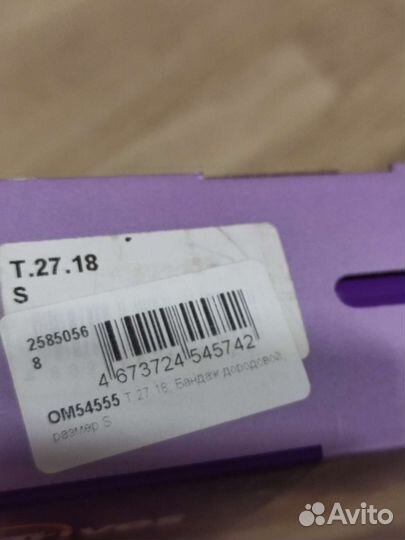 T.27.18
S
2585056
8
4 673724 545742
OM54555 T.27.18, Бандаж дородовой,
размер S
Avito